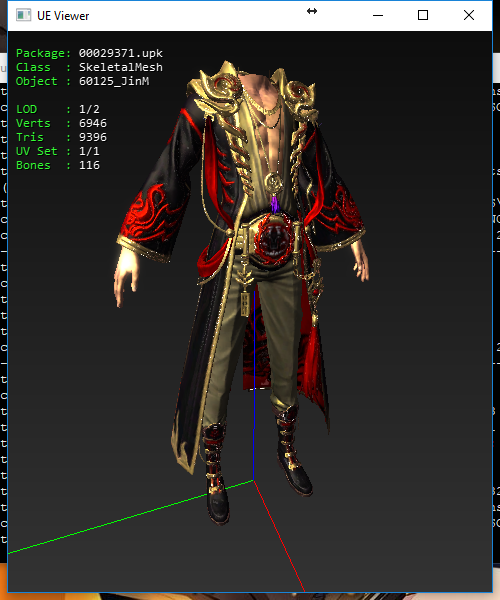 UE Viewer
Package: 00029371.upk
Class : SkeletalMesh
Object : 60125_JinM
LOD : 1/2
Verts : 6946
Tris : 9396
UV Set : 1/1
Bones : 116